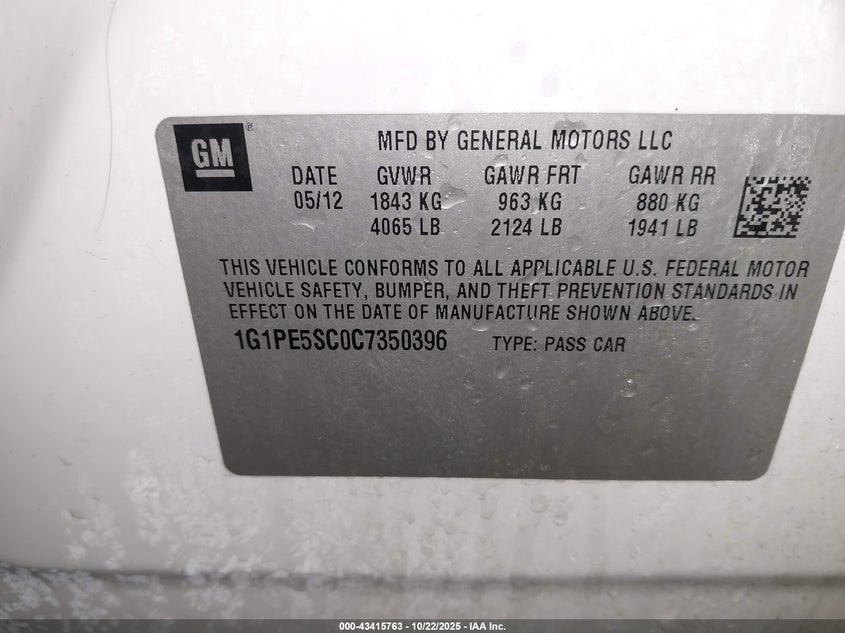 GM
MFD BY GENERAL MOTORS LLC
DATE GVWR GAWR FRT GAWR RR
05/12 1843 KG 963 KG 880 KG
4065 LB 2124 LB 1941 LB
THIS VEHICLE CONFORMS TO ALL APPLICABLE U.S. FEDERAL MOTOR
VEHICLE SAFETY, BUMPER, AND THEFT PREVENTION STANDARDS IN
EFFECT ON THE DATE OF MANUFACTURE SHOWN ABOVE.
1G1PE5SC0C7350396 TYPE: PASS CAR
000-43415763 - 10/22/2025 - IAA Inc.